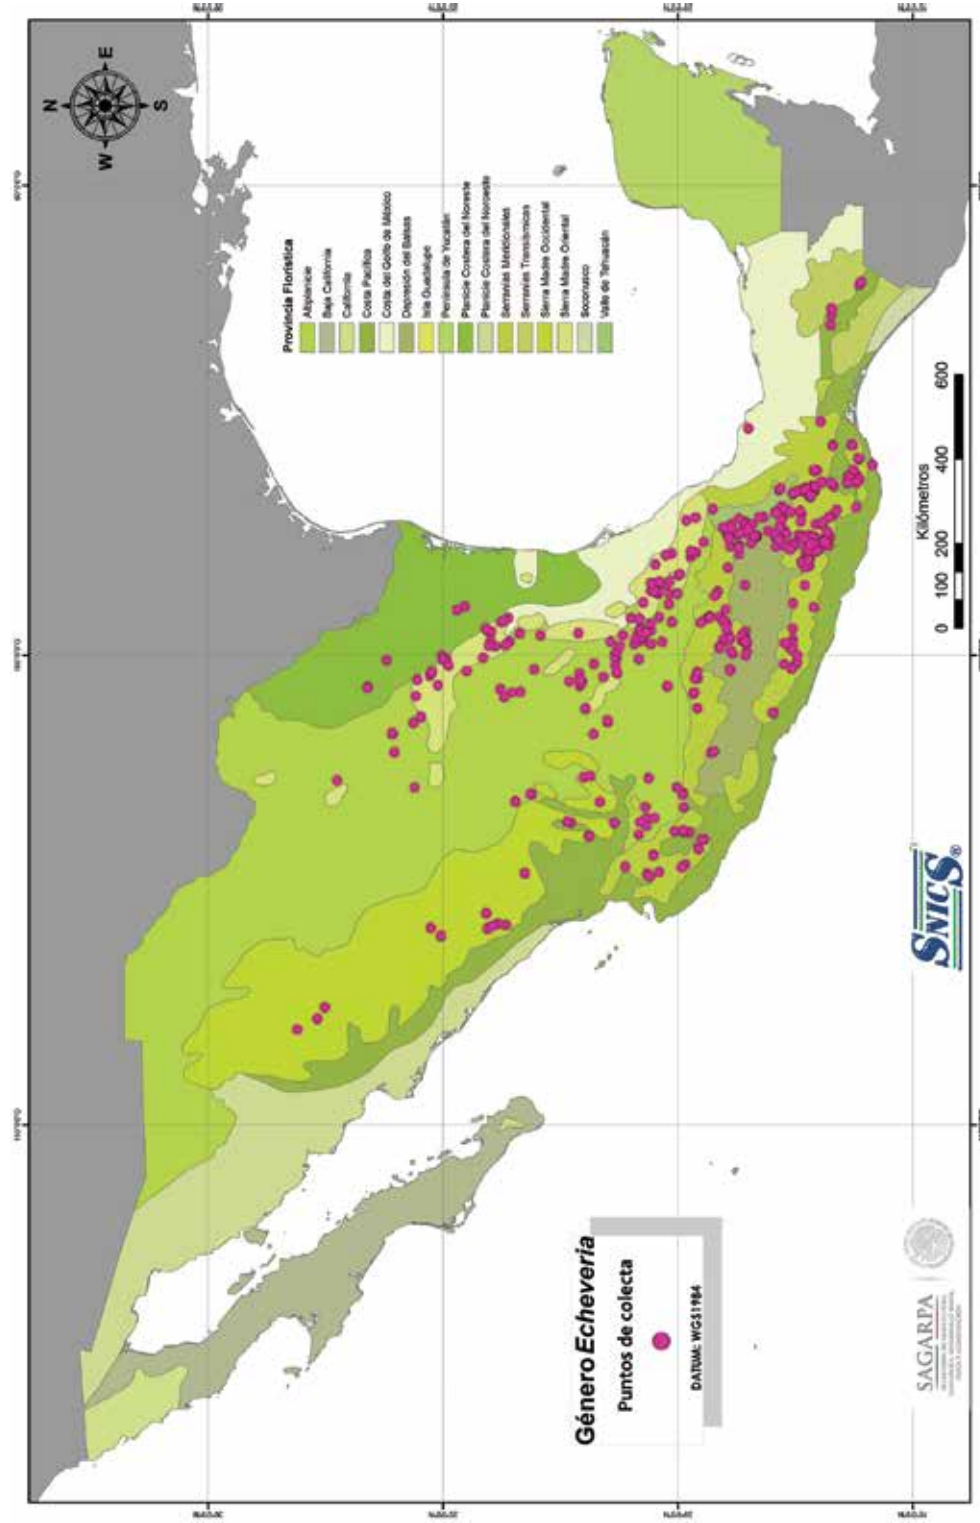 N
W E
S
Provincia Florística
Altiplanicie
Baja California
California
Costa Pacífica
Costa del Golfo de México
Depresión del Balsas
Isla Guadalupe
Península de Yucatán
Planicie Costera del Noreste
Planicie Costera del Noroeste
Serranías Meridionales
Serranías Transístmicas
Sierra Madre Occidental
Sierra Madre Oriental
Soconusco
Valle de Tehuacán
Kilómetros
0 100 200 400 600
Género Echeveria
Puntos de colecta
DATUM: WGS1984
SAGARPA
SNICS®